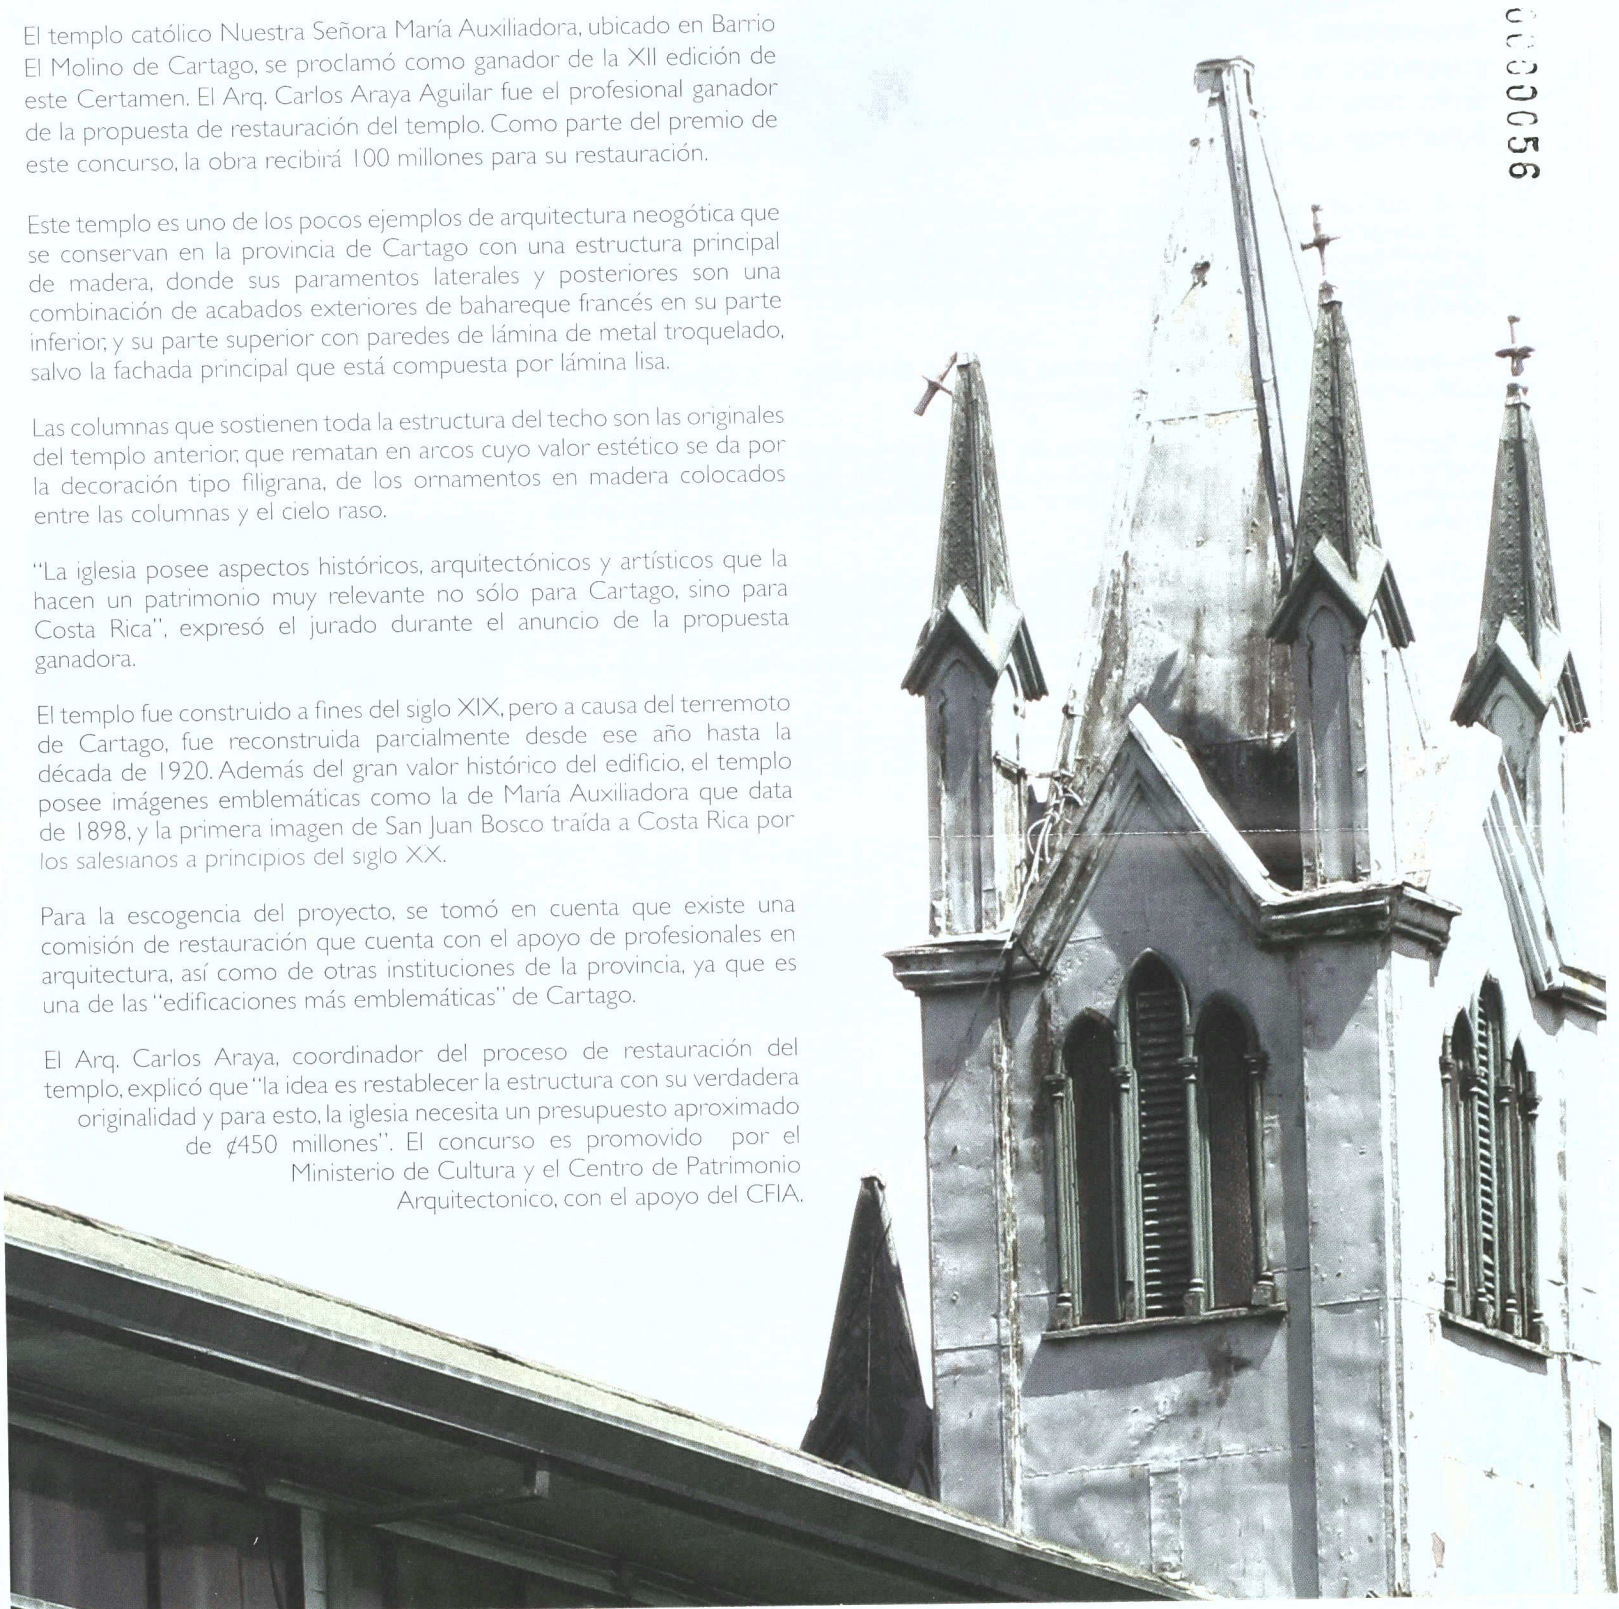 El templo católico Nuestra Señora María Auxiliadora, ubicado en Barrio
El Molino de Cartago, se proclamó como ganador de la XII edición de
este Certamen. El Arq. Carlos Araya Aguilar fue el profesional ganador
de la propuesta de restauración del templo. Como parte del premio de
este concurso, la obra recibirá 100 millones para su restauración.
Este templo es uno de los pocos ejemplos de arquitectura neogótica que
se conservan en la provincia de Cartago con una estructura principal
de madera, donde sus paramentos laterales y posteriores son una
combinación de acabados exteriores de bahareque francés en su parte
inferior, y su parte superior con paredes de lámina de metal troquelado,
salvo la fachada principal que está compuesta por lámina lisa.
Las columnas que sostienen toda la estructura del techo son las originales
del templo anterior, que rematan en arcos cuyo valor estético se da por
la decoración tipo filigrana, de los ornamentos en madera colocados
entre las columnas y el cielo raso.
“La iglesia posee aspectos históricos, arquitectónicos y artísticos que la
hacen un patrimonio muy relevante no sólo para Cartago, sino para
Costa Rica”, expresó el jurado durante el anuncio de la propuesta
ganadora.
El templo fue construido a fines del siglo XIX, pero a causa del terremoto
de Cartago, fue reconstruida parcialmente desde ese año hasta la
década de 1920. Además del gran valor histórico del edificio, el templo
posee imágenes emblemáticas como la de María Auxiliadora que data
de 1898, y la primera imagen de San Juan Bosco traída a Costa Rica por
los salesianos a principios del siglo XX.
Para la escogencia del proyecto, se tomó en cuenta que existe una
comisión de restauración que cuenta con el apoyo de profesionales en
arquitectura, así como de otras instituciones de la provincia, ya que es
una de las “edificaciones más emblemáticas” de Cartago.
El Arq. Carlos Araya, coordinador del proceso de restauración del
templo, explicó que “la idea es restablecer la estructura con su verdadera
originalidad y para esto, la iglesia necesita un presupuesto aproximado
de ¢450 millones”. El concurso es promovido por el
Ministerio de Cultura y el Centro de Patrimonio
Arquitectonico, con el apoyo del CFIA.